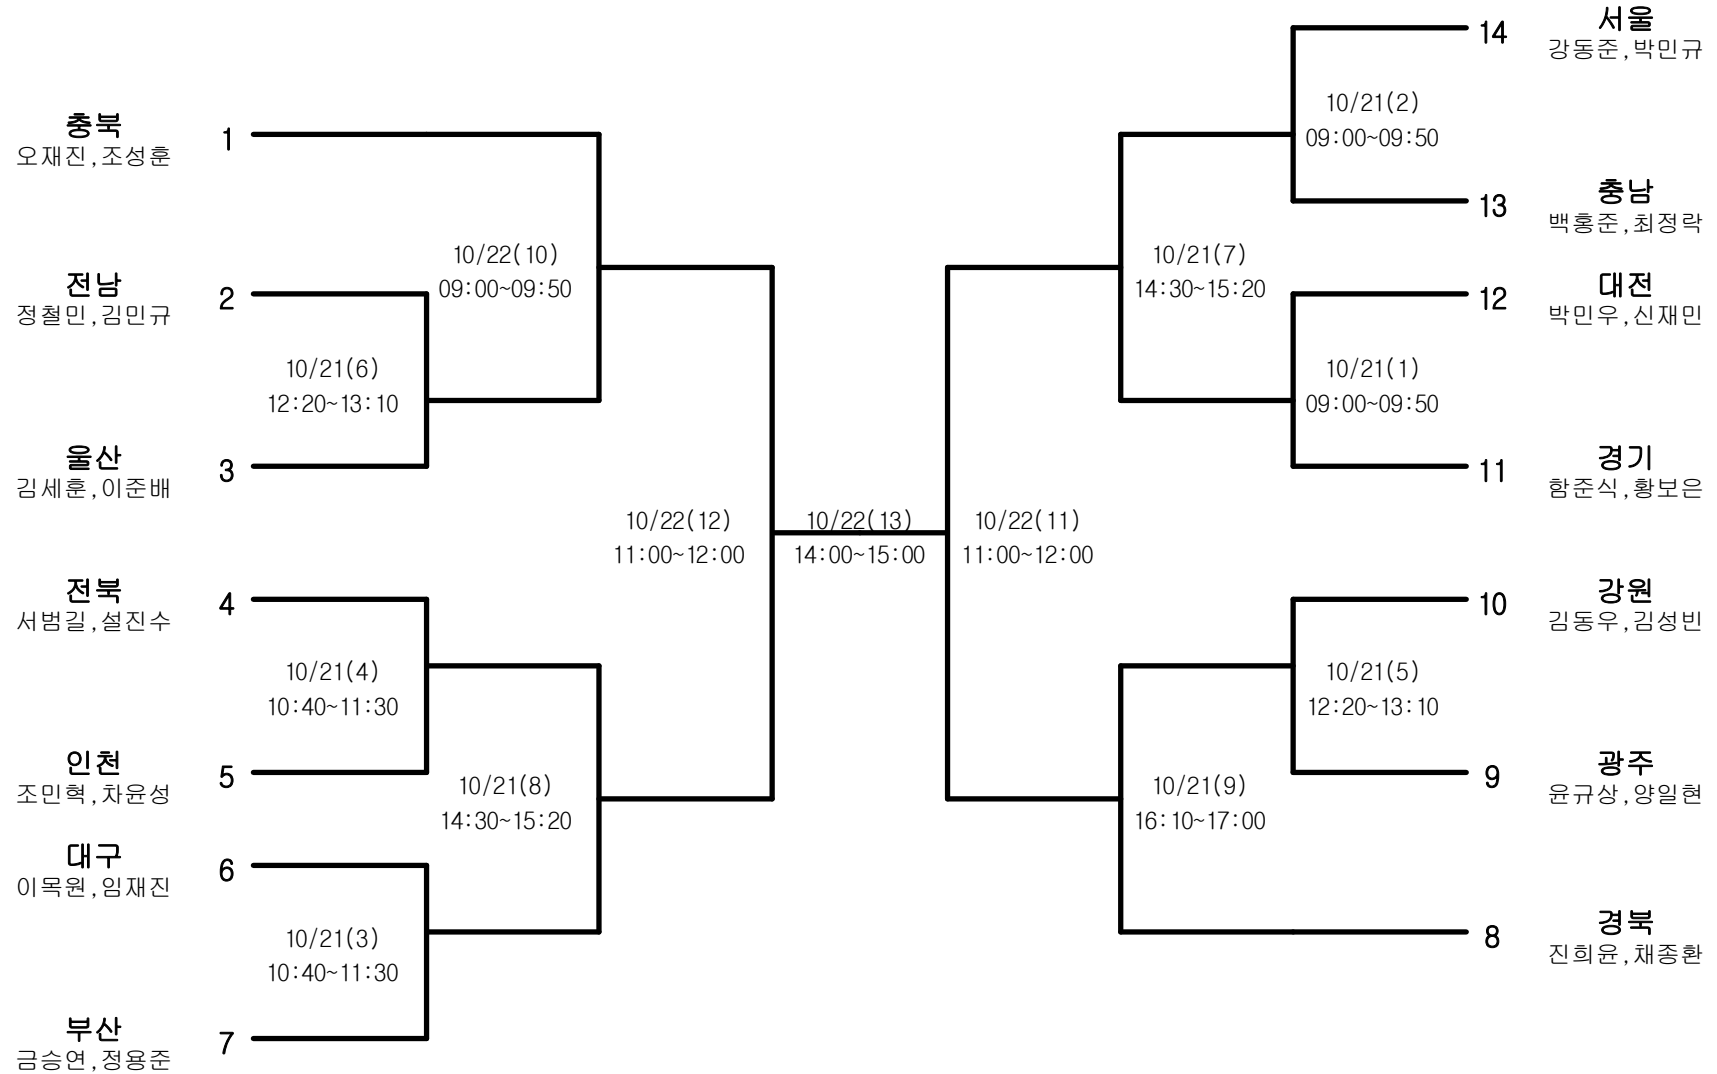 충북
오재진,조성훈
1
전남
정철민,김민규
2
10/21(6)
12:20~13:10
울산
김세훈,이준배
3
10/22(10)
09:00~09:50
전북
서범길,설진수
4
10/21(4)
10:40~11:30
인천
조민혁,차윤성
5
10/21(8)
14:30~15:20
대구
이목원,임재진
6
10/21(3)
10:40~11:30
부산
금승연,정용준
7
10/22(12)
11:00~12:00
10/22(13)
14:00~15:00
10/22(11)
11:00~12:00
14
서울
강동준,박민규
10/21(2)
09:00~09:50
13
충남
백홍준,최정락
10/21(7)
14:30~15:20
12
대전
박민우,신재민
10/21(1)
09:00~09:50
11
경기
함준식,황보은
10
강원
김동우,김성빈
10/21(5)
12:20~13:10
9
광주
윤규상,양일현
10/21(9)
16:10~17:00
8
경북
진희윤,채종환